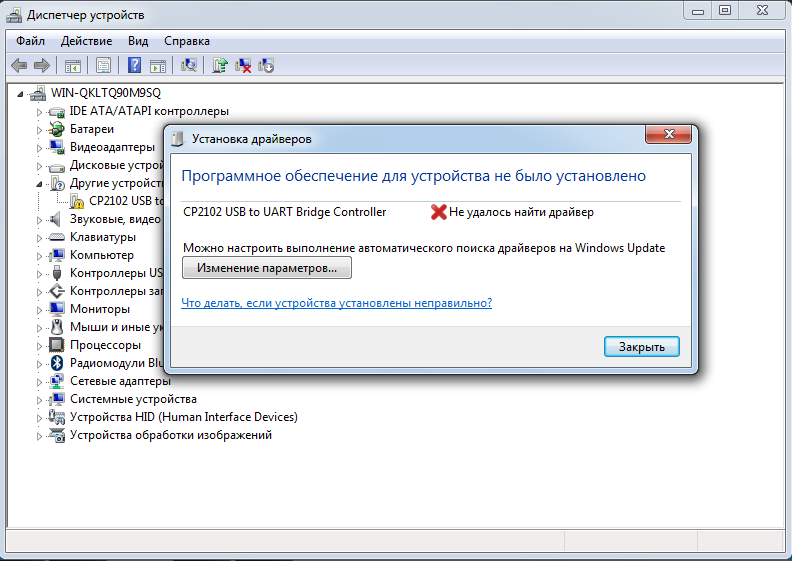 Диспетчер устройств
Файл Действие Вид Справка
WIN-QKLTQ90M9SQ
IDE ATA/ATAPI контроллеры
Батареи
Видеоадаптеры
Дисковые устрой
Другие устройст
CP2102 USB to
Звуковые, видео
Клавиатуры
Компьютер
Контроллеры US
Контроллеры заг
Мониторы
Мыши и иные ук
Процессоры
Радиомодули Blu
Сетевые адаптеры
Системные устройства
Устройства HID (Human Interface Devices)
Устройства обработки изображений
Установка драйверов
Программное обеспечение для устройства не было установлено
CP2102 USB to UART Bridge Controller Не удалось найти драйвер
Можно настроить выполнение автоматического поиска драйверов на Windows Update
Изменение параметров...
Что делать, если устройства установлены неправильно?
Закрыть